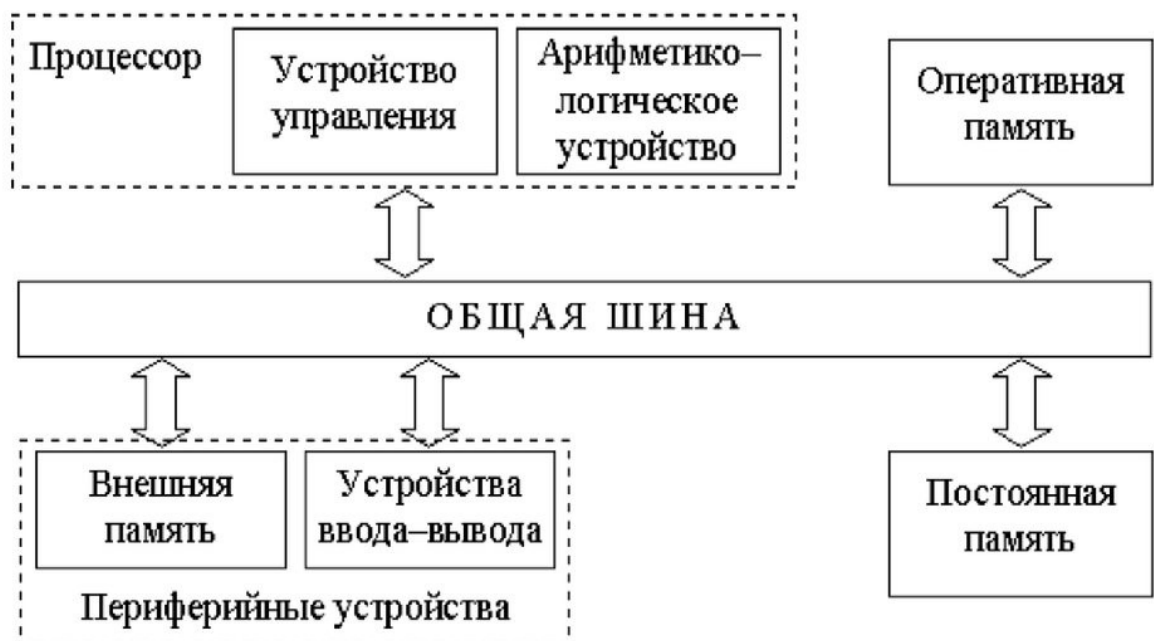 Процессор
Устройство
управления
Арифметико–
логическое
устройство
Оперативная
память
ОБЩАЯ ШИНА
Внешняя
память
Устройства
ввода–вывода
Периферийные устройства
Постоянная
память